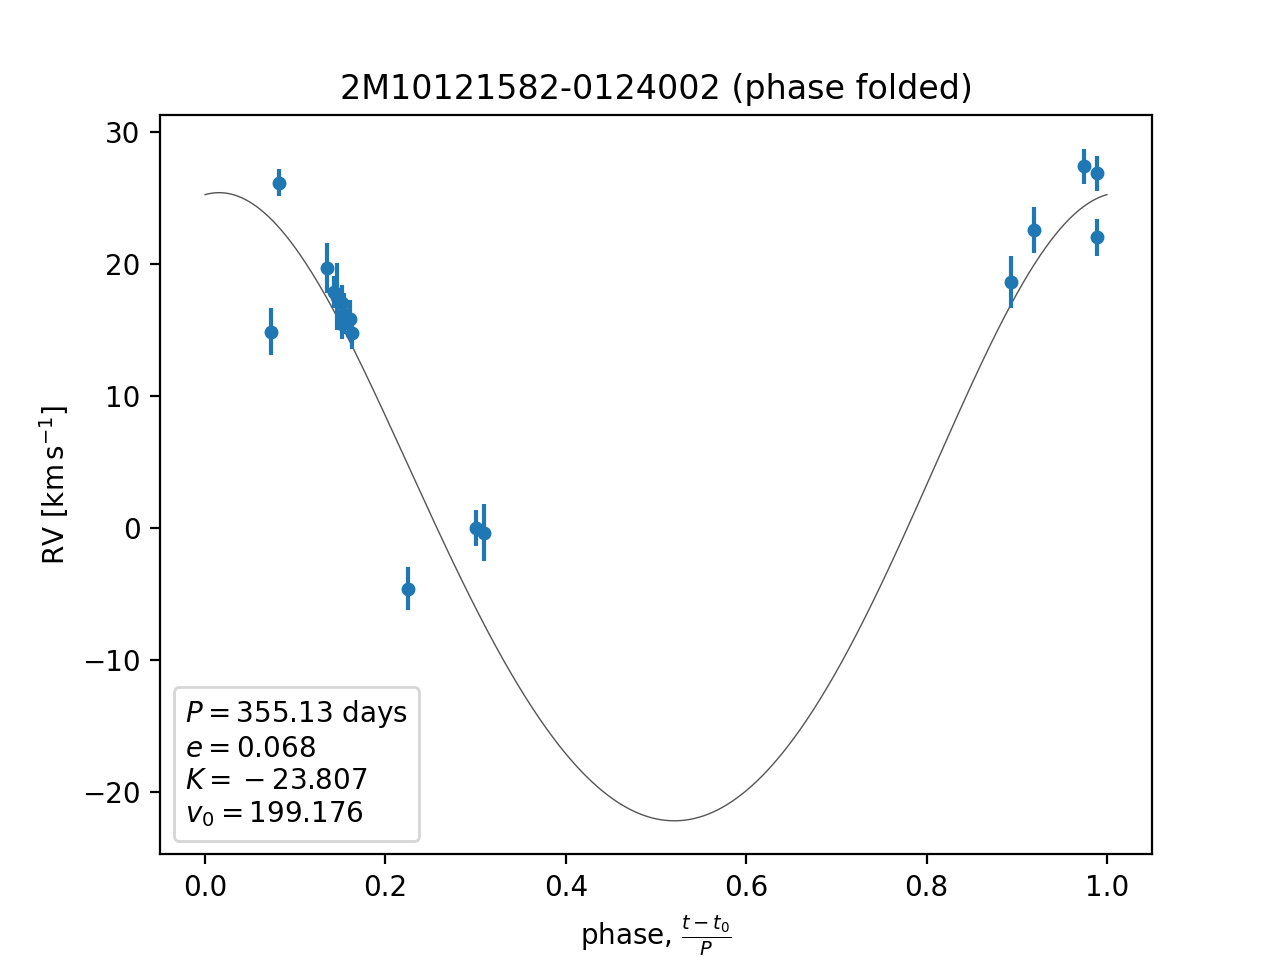 2M10121582-0124002 (phase folded)
30
20
10
0
−10
−20
RV [km s⁻¹]
P = 355.13 days
e = 0.068
K = −23.807
v₀ = 199.176
0.0 0.2 0.4 0.6 0.8 1.0
phase, (t − t₀)/P